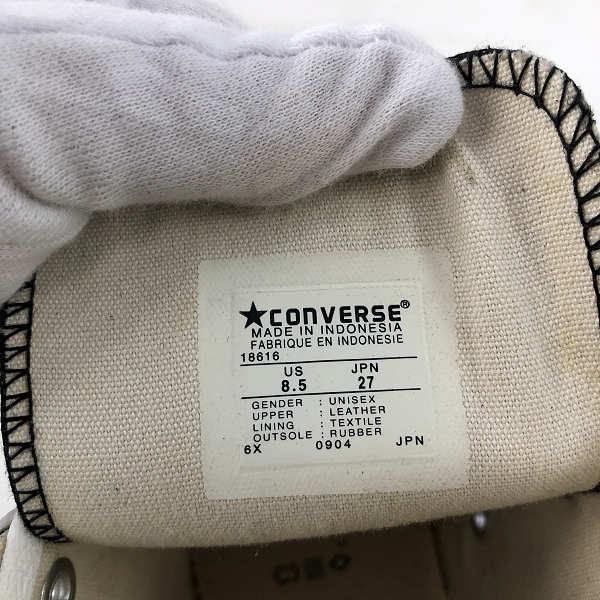 ★CONVERSE®
MADE IN INDONESIA
FABRIQUE EN INDONESIE
18616
US JPN
8.5 27
GENDER : UNISEX
UPPER : LEATHER
LINING : TEXTILE
OUTSOLE : RUBBER
6X 0904 JPN